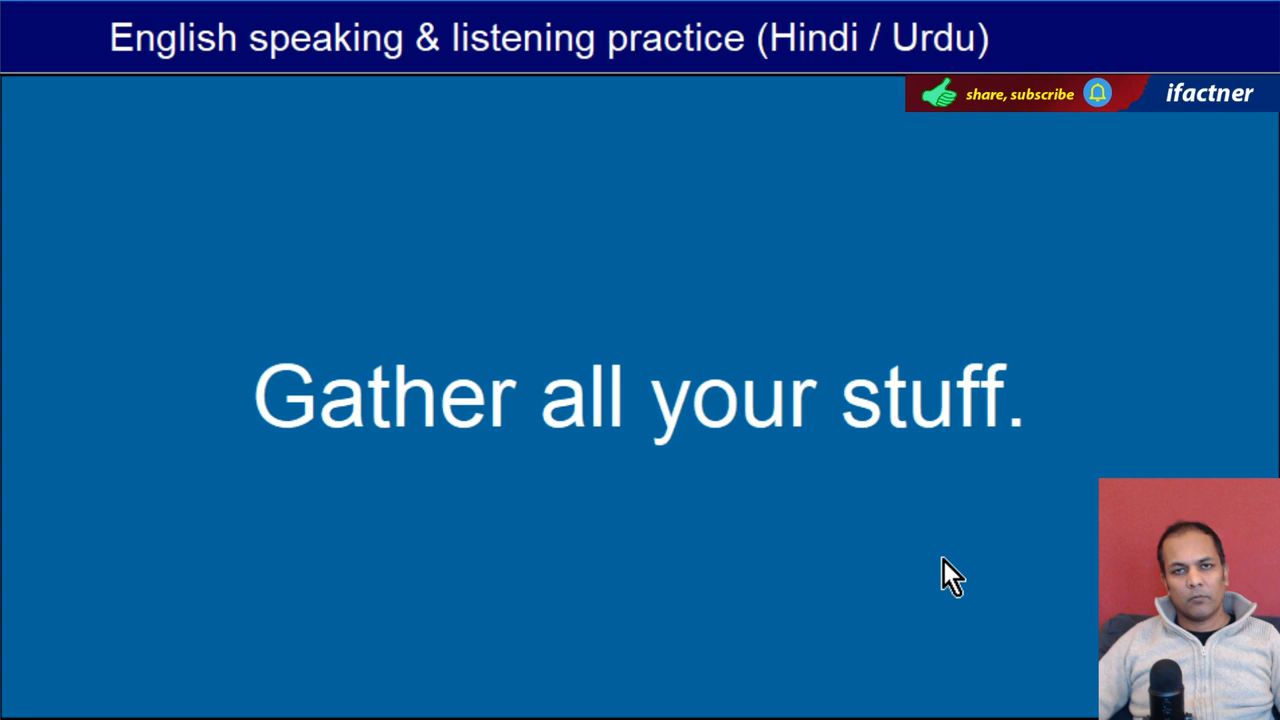 English speaking & listening practice (Hindi / Urdu)
share, subscribe
ifactner
Gather all your stuff.